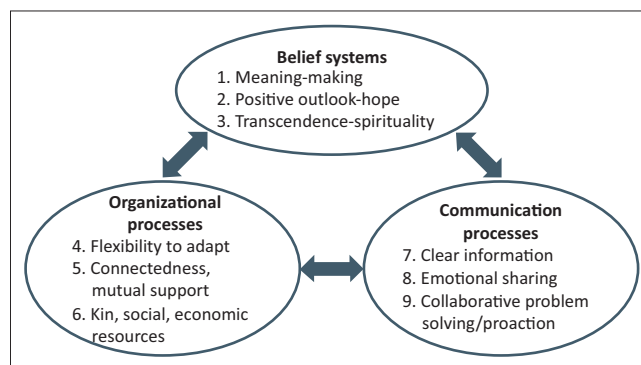 Belief systems
1. Meaning-making
2. Positive outlook-hope
3. Transcendence-spirituality
Organizational
processes
4. Flexibility to adapt
5. Connectedness,
mutual support
6. Kin, social, economic
resources
Communication
processes
7. Clear information
8. Emotional sharing
9. Collaborative problem
solving/proaction